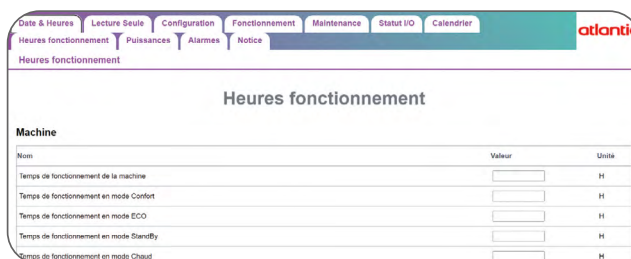 Date & Heures Lecture Seule Configuration Fonctionnement Maintenance Statut I/O Calendrier
atlantic
Heures fonctionnement Puissances Alarmes Notice
Heures fonctionnement
Heures fonctionnement
Machine
Nom Valeur Unité
Temps de fonctionnement de la machine H
Temps de fonctionnement en mode Confort H
Temps de fonctionnement en mode ECO H
Temps de fonctionnement en mode StandBy H
Temps de fonctionnement en mode Chaud H